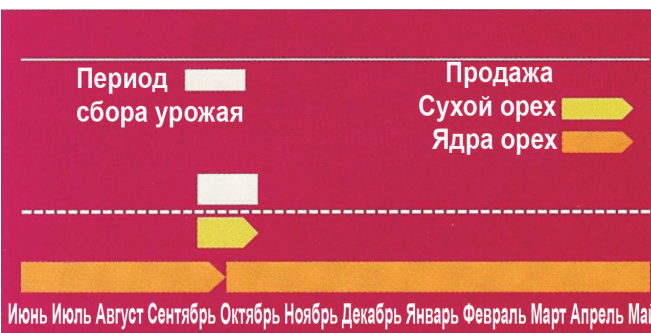 Период
сбора урожая
Продажа
Сухой орех
Ядра орех
Июнь Июль Август Сентябрь Октябрь Ноябрь Декабрь Январь Февраль Март Апрель Май